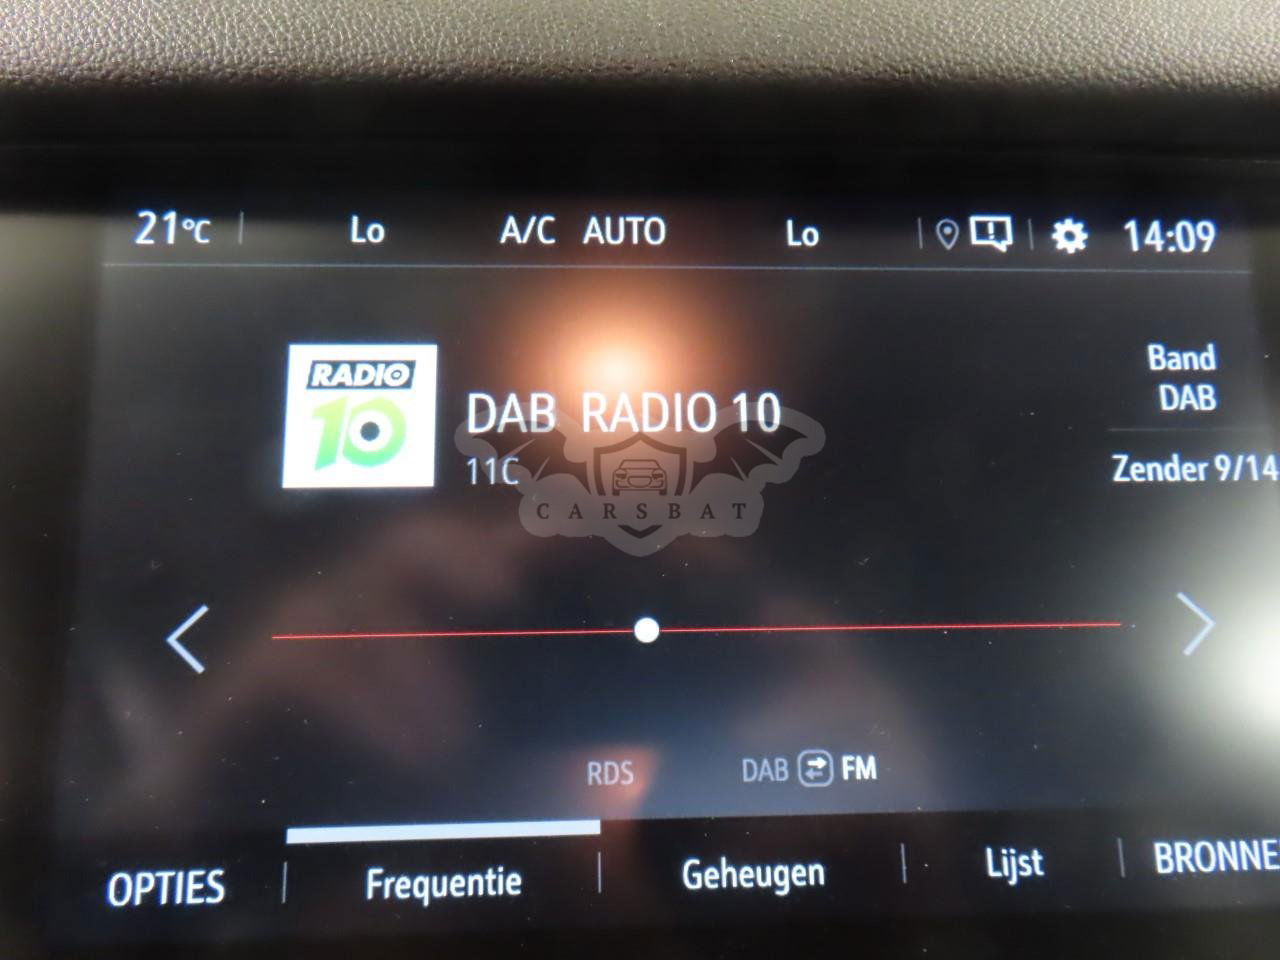 21°C Lo A/C AUTO Lo 14:09
RADIO
10
DAB RADIO 10
11C
Band
DAB
Zender 9/14
CARSBAT
RDS DAB FM
OPTIES Frequentie Geheugen Lijst BRONNE